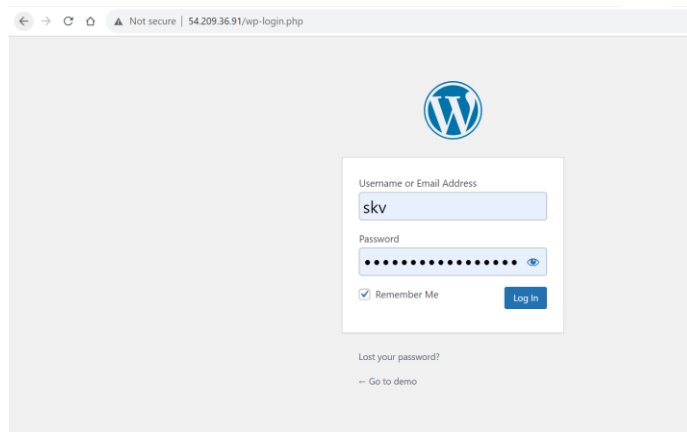 Not secure | 54.209.36.91/wp-login.php
W
Username or Email Address
skv
Password
•••••••••••••••••
Remember Me
Log In
Lost your password?
← Go to demo